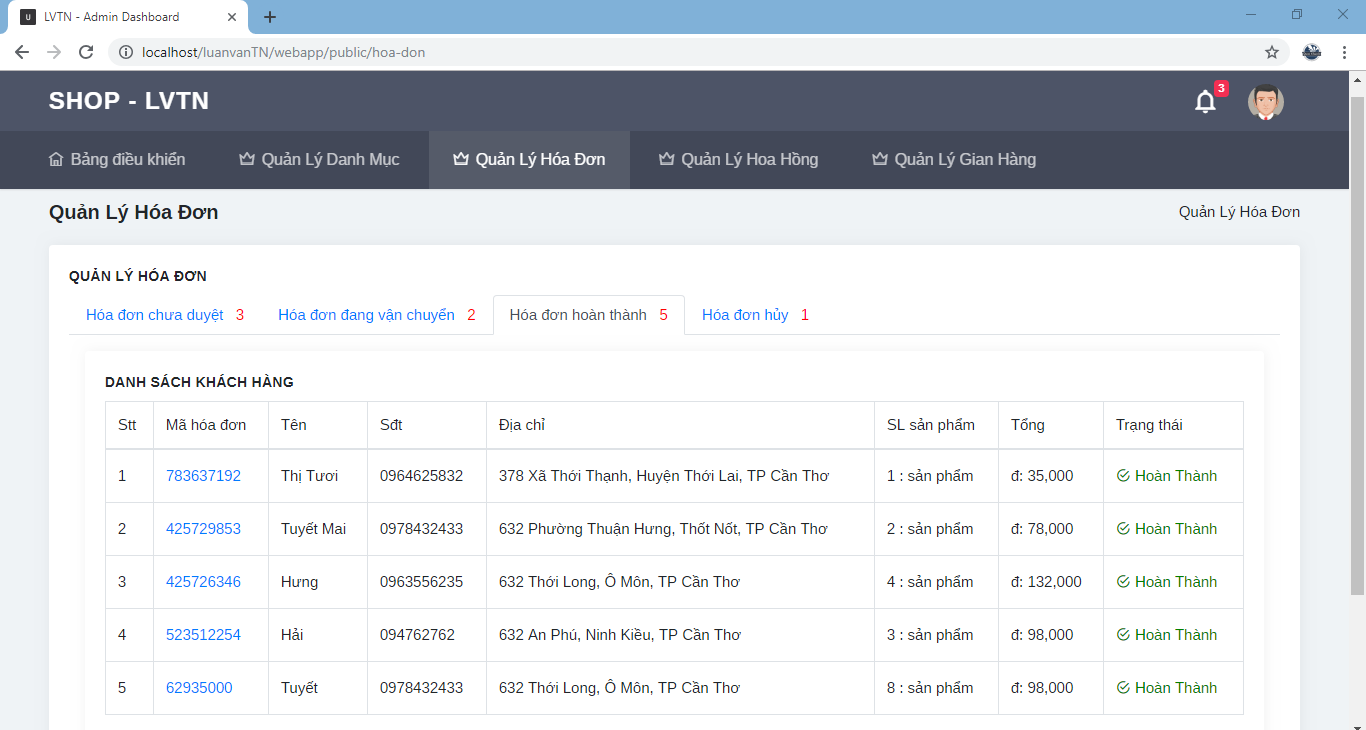 LVTN - Admin Dashboard
localhost/luanvanTN/webapp/public/hoa-don
SHOP - LVTN
3
Bảng điều khiển Quản Lý Danh Mục Quản Lý Hóa Đơn Quản Lý Hoa Hồng Quản Lý Gian Hàng
Quản Lý Hóa Đơn Quản Lý Hóa Đơn
QUẢN LÝ HÓA ĐƠN
Hóa đơn chưa duyệt 3 Hóa đơn đang vận chuyển 2 Hóa đơn hoàn thành 5 Hóa đơn hủy 1
DANH SÁCH KHÁCH HÀNG
Stt Mã hóa đơn Tên Sđt Địa chỉ SL sản phẩm Tổng Trạng thái
1 783637192 Thị Tươi 0964625832 378 Xã Thới Thạnh, Huyện Thới Lai, TP Cần Thơ 1 : sản phẩm đ: 35,000 Hoàn Thành
2 425729853 Tuyết Mai 0978432433 632 Phường Thuận Hưng, Thốt Nốt, TP Cần Thơ 2 : sản phẩm đ: 78,000 Hoàn Thành
3 425726346 Hưng 0963556235 632 Thới Long, Ô Môn, TP Cần Thơ 4 : sản phẩm đ: 132,000 Hoàn Thành
4 523512254 Hải 094762762 632 An Phú, Ninh Kiều, TP Cần Thơ 3 : sản phẩm đ: 98,000 Hoàn Thành
5 62935000 Tuyết 0978432433 632 Thới Long, Ô Môn, TP Cần Thơ 8 : sản phẩm đ: 98,000 Hoàn Thành